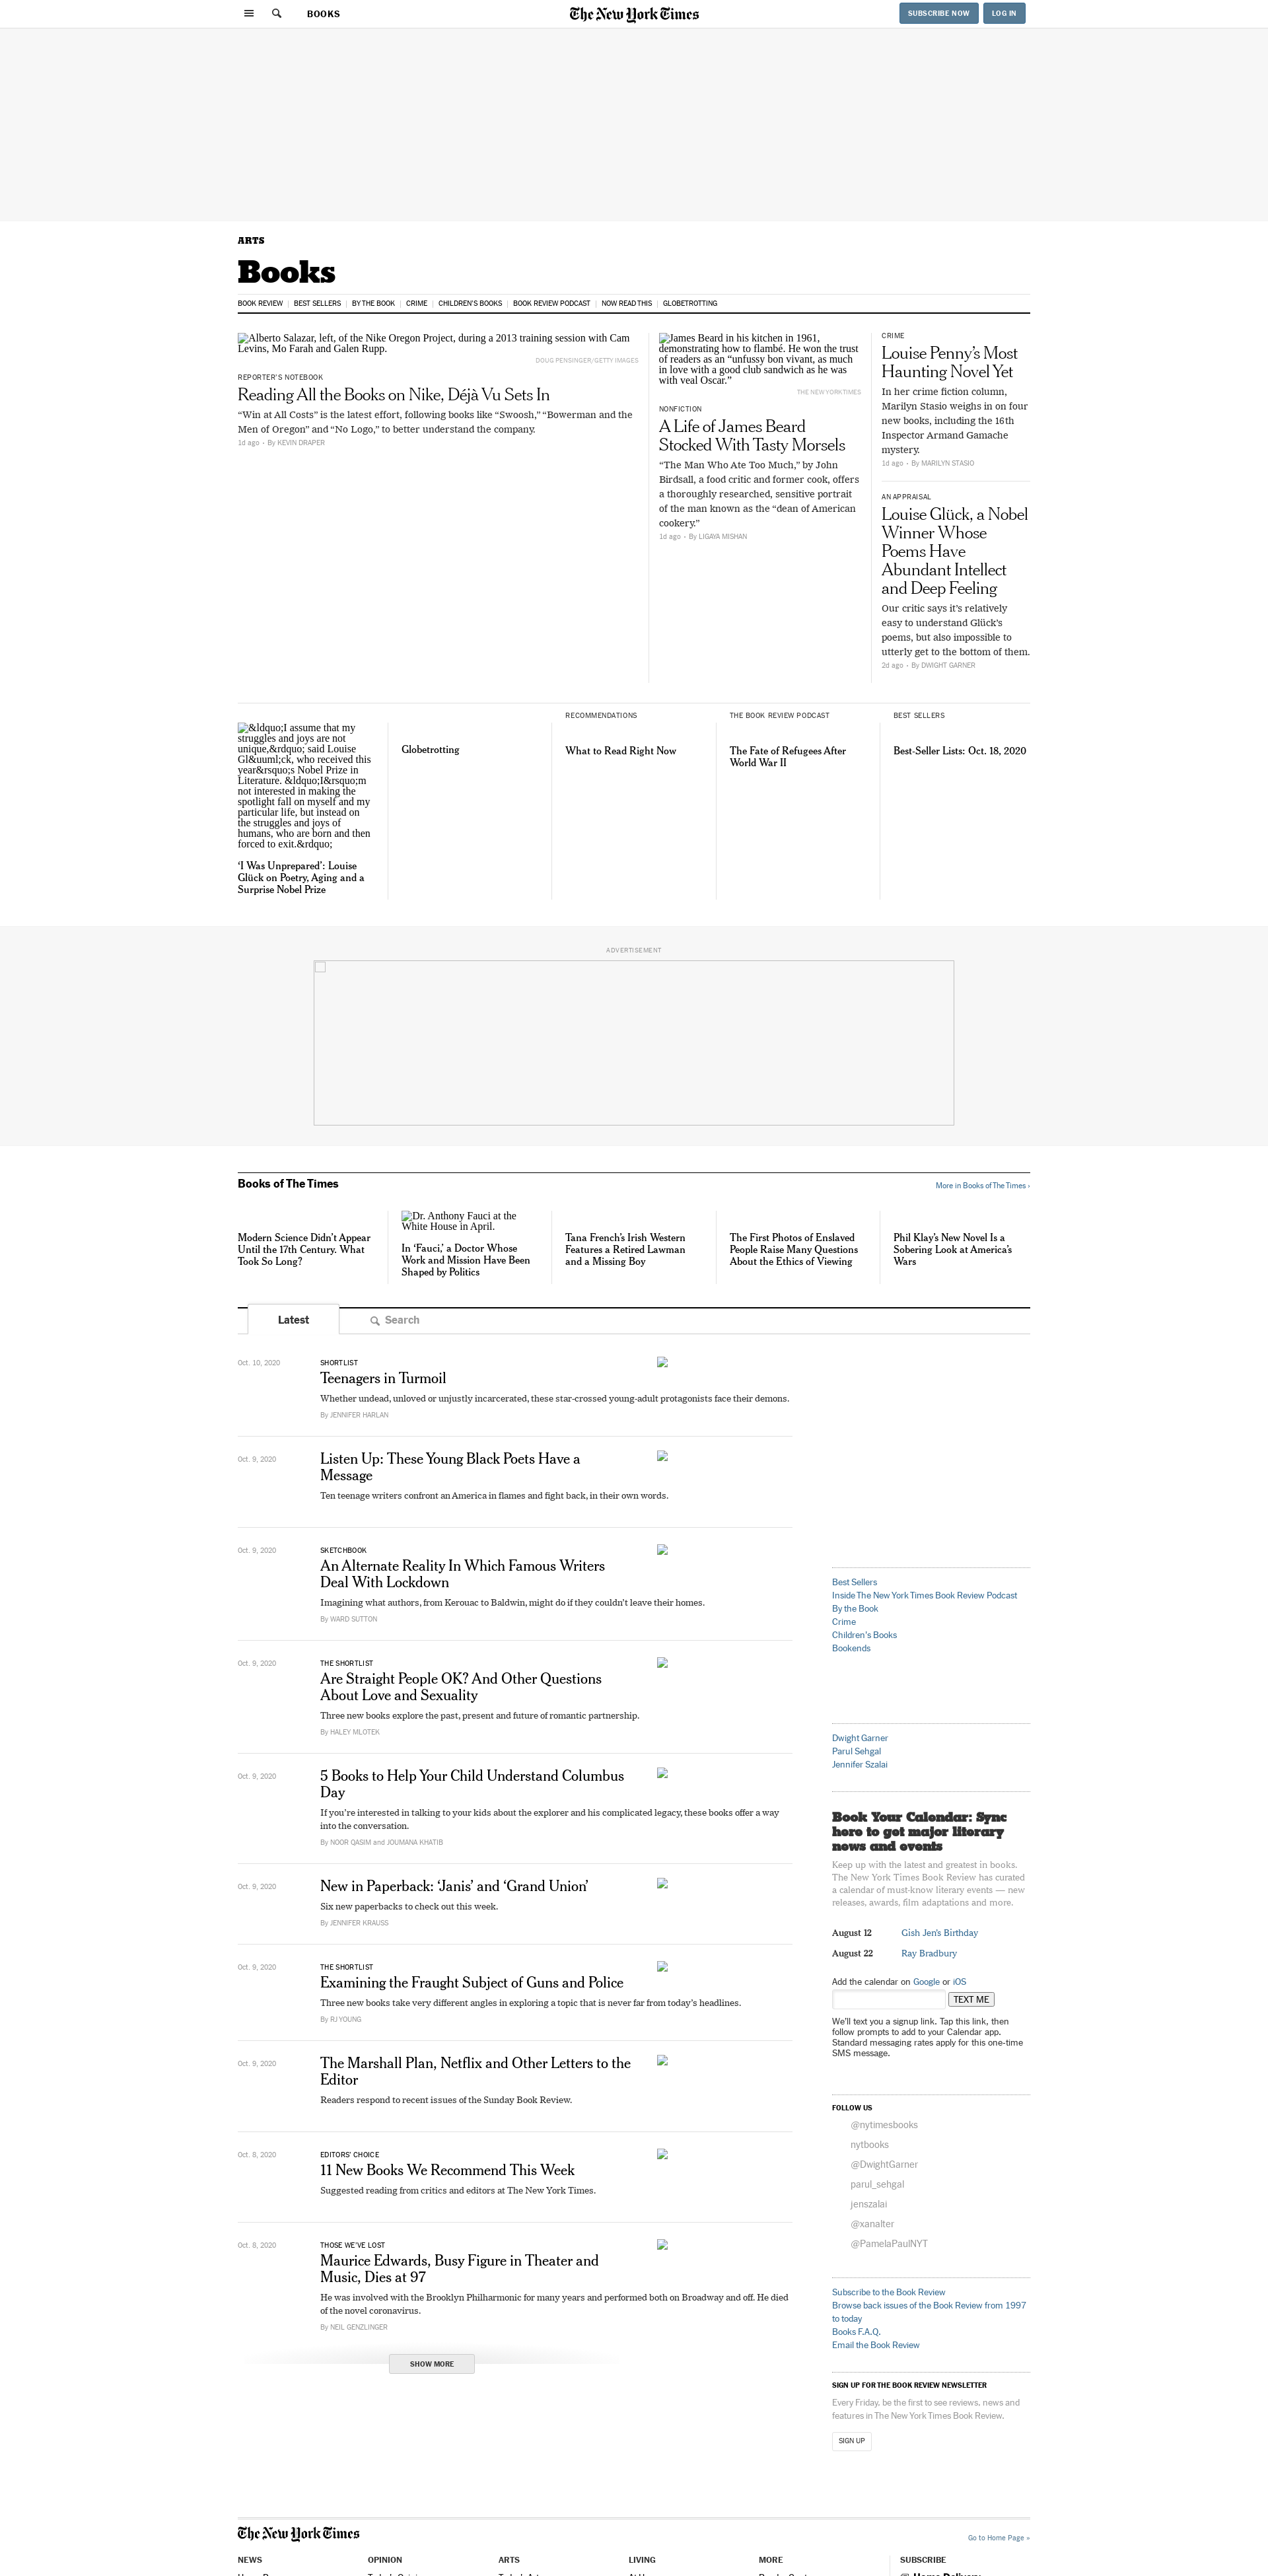 BOOKS
The New York Times
SUBSCRIBE NOW
LOG IN
ARTS
Books
BOOK REVIEW
BEST SELLERS
BY THE BOOK
CRIME
CHILDREN'S BOOKS
BOOK REVIEW PODCAST
NOW READ THIS
GLOBETROTTING
Alberto Salazar, left, of the Nike Oregon Project, during a 2013 training session with Cam
Levins, Mo Farah and Galen Rupp.
DOUG PENSINGER/GETTY IMAGES
REPORTER'S NOTEBOOK
Reading All the Books on Nike, Déjà Vu Sets In
“Win at All Costs” is the latest effort, following books like “Swoosh,” “Bowerman and the
Men of Oregon” and “No Logo,” to better understand the company.
1d ago • By KEVIN DRAPER
James Beard in his kitchen in 1961,
demonstrating how to flambé. He won the trust
of readers as an “unfussy bon vivant, as much
in love with a good club sandwich as he was
with veal Oscar.”
THE NEW YORK TIMES
NONFICTION
A Life of James Beard
Stocked With Tasty Morsels
“The Man Who Ate Too Much,” by John
Birdsall, a food critic and former cook, offers
a thoroughly researched, sensitive portrait
of the man known as the “dean of American
cookery.”
1d ago • By LIGAYA MISHAN
CRIME
Louise Penny’s Most
Haunting Novel Yet
In her crime fiction column,
Marilyn Stasio weighs in on four
new books, including the 16th
Inspector Armand Gamache
mystery.
1d ago • By MARILYN STASIO
AN APPRAISAL
Louise Glück, a Nobel
Winner Whose
Poems Have
Abundant Intellect
and Deep Feeling
Our critic says it’s relatively
easy to understand Glück’s
poems, but also impossible to
utterly get to the bottom of them.
2d ago • By DWIGHT GARNER
&ldquo;I assume that my
struggles and joys are not
unique,&rdquo; said Louise
Gl&uuml;ck, who received this
year&rsquo;s Nobel Prize in
Literature. &ldquo;I&rsquo;m
not interested in making the
spotlight fall on myself and my
particular life, but instead on
the struggles and joys of
humans, who are born and then
forced to exit.&rdquo;
‘I Was Unprepared’: Louise
Glück on Poetry, Aging and a
Surprise Nobel Prize
Globetrotting
RECOMMENDATIONS
What to Read Right Now
THE BOOK REVIEW PODCAST
The Fate of Refugees After
World War II
BEST SELLERS
Best-Seller Lists: Oct. 18, 2020
ADVERTISEMENT
Books of The Times
More in Books of The Times ›
Modern Science Didn’t Appear
Until the 17th Century. What
Took So Long?
Dr. Anthony Fauci at the
White House in April.
In ‘Fauci,’ a Doctor Whose
Work and Mission Have Been
Shaped by Politics
Tana French’s Irish Western
Features a Retired Lawman
and a Missing Boy
The First Photos of Enslaved
People Raise Many Questions
About the Ethics of Viewing
Phil Klay’s New Novel Is a
Sobering Look at America’s
Wars
Latest
Search
Oct. 10, 2020
SHORTLIST
Teenagers in Turmoil
Whether undead, unloved or unjustly incarcerated, these star-crossed young-adult protagonists face their demons.
By JENNIFER HARLAN
Oct. 9, 2020
Listen Up: These Young Black Poets Have a
Message
Ten teenage writers confront an America in flames and fight back, in their own words.
Oct. 9, 2020
SKETCHBOOK
An Alternate Reality In Which Famous Writers
Deal With Lockdown
Imagining what authors, from Kerouac to Baldwin, might do if they couldn’t leave their homes.
By WARD SUTTON
Oct. 9, 2020
THE SHORTLIST
Are Straight People OK? And Other Questions
About Love and Sexuality
Three new books explore the past, present and future of romantic partnership.
By HALEY MLOTEK
Oct. 9, 2020
5 Books to Help Your Child Understand Columbus
Day
If you’re interested in talking to your kids about the explorer and his complicated legacy, these books offer a way
into the conversation.
By NOOR QASIM and JOUMANA KHATIB
Oct. 9, 2020
New in Paperback: ‘Janis’ and ‘Grand Union’
Six new paperbacks to check out this week.
By JENNIFER KRAUSS
Oct. 9, 2020
THE SHORTLIST
Examining the Fraught Subject of Guns and Police
Three new books take very different angles in exploring a topic that is never far from today’s headlines.
By RJ YOUNG
Oct. 9, 2020
The Marshall Plan, Netflix and Other Letters to the
Editor
Readers respond to recent issues of the Sunday Book Review.
Oct. 8, 2020
EDITORS’ CHOICE
11 New Books We Recommend This Week
Suggested reading from critics and editors at The New York Times.
Oct. 8, 2020
THOSE WE’VE LOST
Maurice Edwards, Busy Figure in Theater and
Music, Dies at 97
He was involved with the Brooklyn Philharmonic for many years and performed both on Broadway and off. He died
of the novel coronavirus.
By NEIL GENZLINGER
SHOW MORE
Best Sellers
Inside The New York Times Book Review Podcast
By the Book
Crime
Children's Books
Bookends
Dwight Garner
Parul Sehgal
Jennifer Szalai
Book Your Calendar: Sync
here to get major literary
news and events
Keep up with the latest and greatest in books.
The New York Times Book Review has curated
a calendar of must-know literary events — new
releases, awards, film adaptations and more.
August 12
Gish Jen's Birthday
August 22
Ray Bradbury
Add the calendar on Google or iOS
TEXT ME
We'll text you a signup link. Tap this link, then
follow prompts to add to your Calendar app.
Standard messaging rates apply for this one-time
SMS message.
FOLLOW US
@nytimesbooks
nytbooks
@DwightGarner
parul_sehgal
jenszalai
@xanalter
@PamelaPaulNYT
Subscribe to the Book Review
Browse back issues of the Book Review from 1997
to today
Books F.A.Q.
Email the Book Review
SIGN UP FOR THE BOOK REVIEW NEWSLETTER
Every Friday, be the first to see reviews, news and
features in The New York Times Book Review.
SIGN UP
The New York Times
Go to Home Page »
NEWS
OPINION
ARTS
LIVING
MORE
SUBSCRIBE